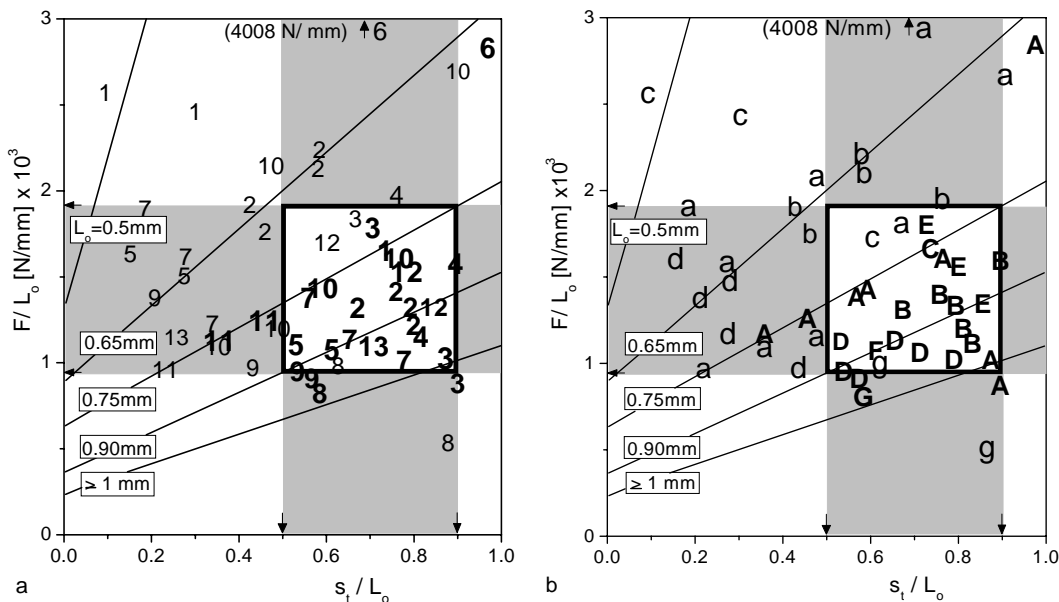 (4008 N/ mm) 6
6
10
1
1
2
2
10
4
2
7
3
3
2
L₀=0.5mm
12
1
10
5
7
4
5
12
10
9
7
2
12
2
2
11
10
7
13
11
4
0.65mm
10
5
7
13
6
7
3
9
11
9
8
9
3
8
0.75mm
0.90mm
≥ 1 mm
8
3
2
1
0
F/ L₀ [N/mm] x 10³
0.0 0.2 0.4 0.6 0.8 1.0
a
sₜ / L₀
(4008 N/mm) a
A
a
c
c
b
b
a
b
a
b
a
E
b
c
C
L₀=0.5mm
d
a
A
E
B
d
A
A
B
d
B
B
E
A
A
B
d
a
D
D
B
0.65mm
a
F
D
D
A
a
d
D
D
g
A
G
0.75mm
0.90mm
≥ 1 mm
g
3
2
1
0
F/ L₀ [N/mm] x10³
0.0 0.2 0.4 0.6 0.8 1.0
b
sₜ / L₀